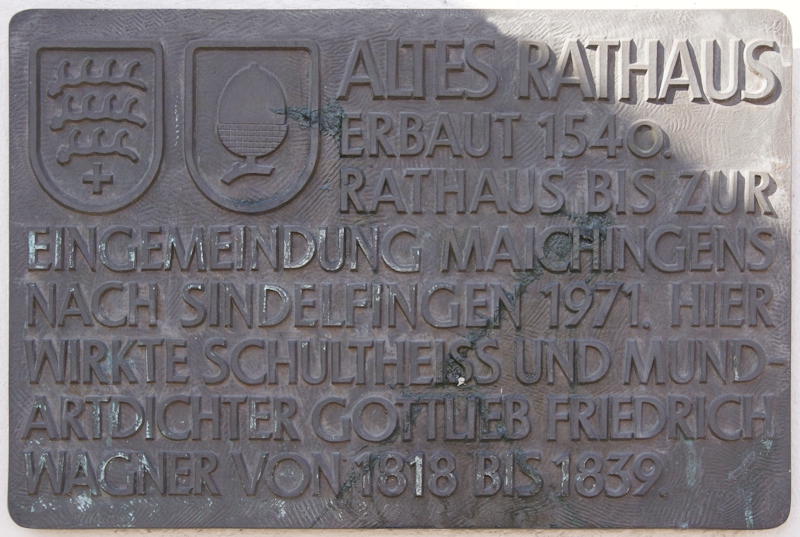 ALTES RATHAUS
ERBAUT 1540.
RATHAUS BIS ZUR
EINGEMEINDUNG MAICHINGENS
NACH SINDELFINGEN 1971. HIER
WIRKTE SCHULTHEISS UND MUND-
ARTDICHTER GOTTLIEB FRIEDRICH
WAGNER VON 1818 BIS 1839.